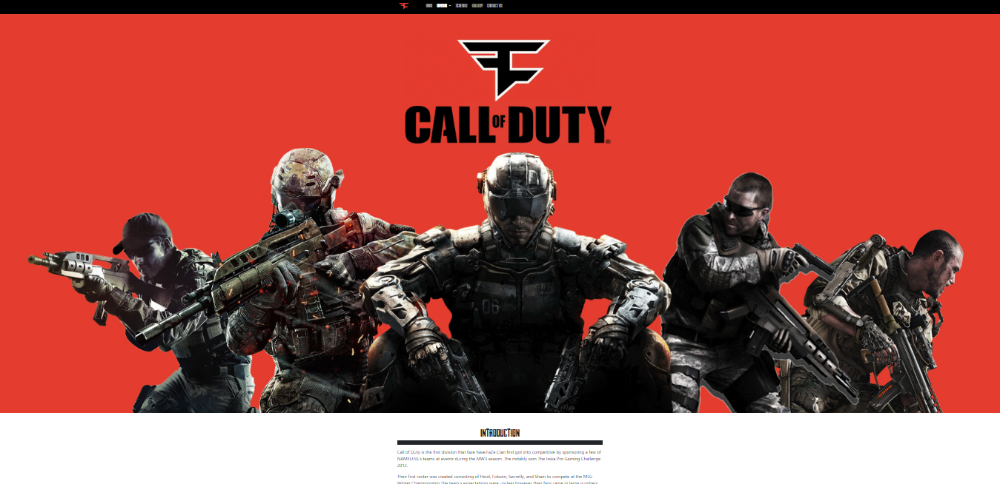 HOME DIVISION SCHEDULE GALLERY CONTACT US
CALL OF DUTY®
06
INTRODUCTION
Call of Duty is the first division that faze have.FaZe Clan first got into competitive by sponsoring a few of
NAMELESS's teams at events during the MW3 season. The notably won The Iowa Pro Gaming Challenge
2012.
Their first roster was created consisting of Heist, Folsom, Secretly, and Sham to compete at the MLG
Winter Championship.The team's expectations were unclear however their fans came in large numbers